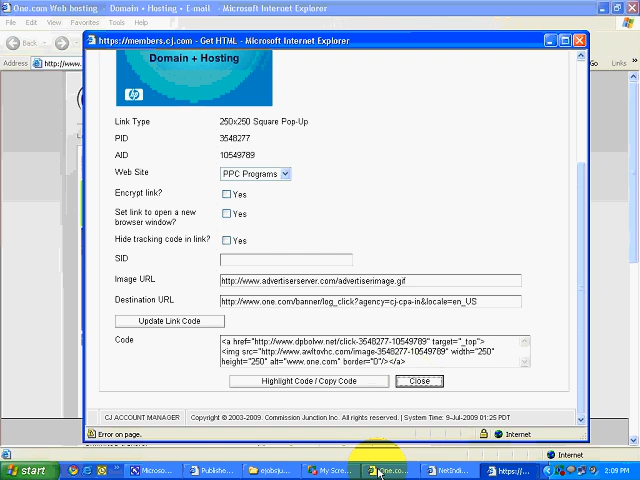 One.com Web hosting  Domain • Hosting • E-mail - Microsoft Internet Explorer
File Edit View Favorites Tools Help
https://members.cj.com - Get HTML - Microsoft Internet Explorer
Back
Address http://www.
Go Links »
Domain + Hosting
hp
Link Type 250x250 Square Pop-Up
PID 3548277
AID 10549789
Web Site PPC Programs
Encrypt link? Yes
Set link to open a new
browser window? Yes
Hide tracking code in link? Yes
SID
Image URL http://www.advertiserserver.com/advertiserimage.gif
Destination URL http://www.one.com/banner/log_click?agency=cj-cpa-in&locale=en_US
Update Link Code
Code <a href="http://www.dpbolvw.net/click-3548277-10549789" target="_top">
<img src="http://www.awltovhc.com/image-3548277-10549789" width="250"
height="250" alt="www.one.com" border="0"/></a>
Highlight Code / Copy Code Close
CJ ACCOUNT MANAGER Copyright © 2003-2009. Commission Junction Inc. All rights reserved. | System Time: 9-Jul-2009 01:25 PDT
Error on page. Internet
Internet
start Microso... Publishe... ejobsju... My Scre... One.co... NetIndi... https://... 2:09 PM